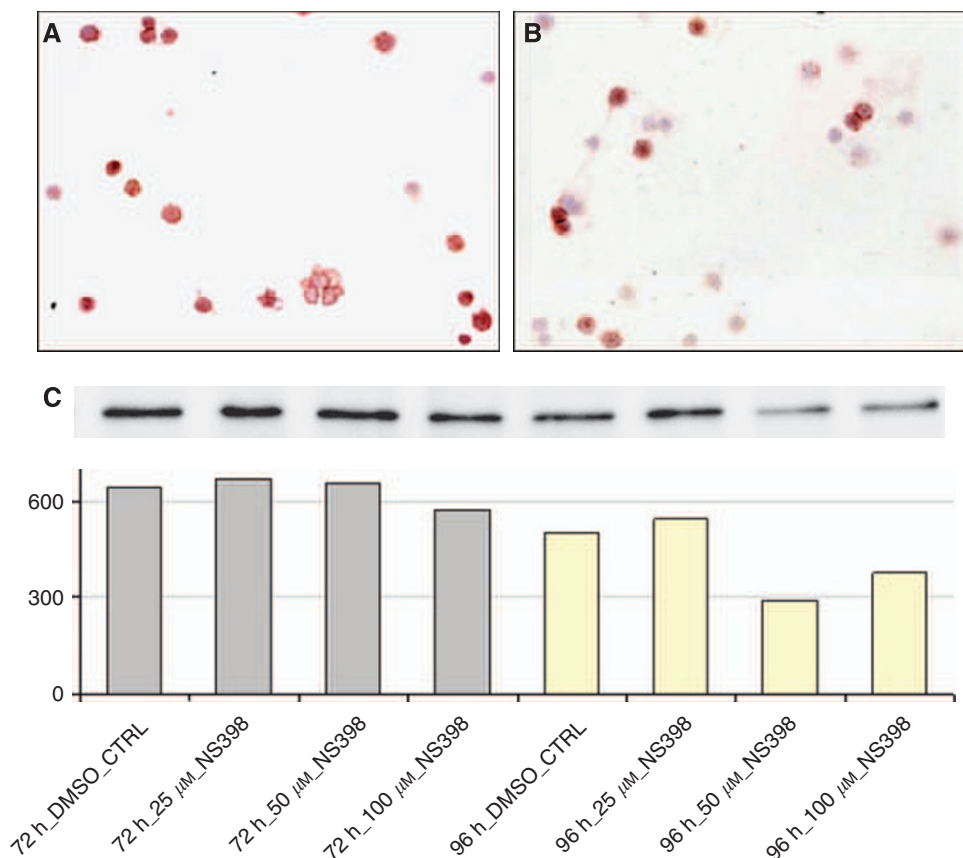 A
B
C
600
300
0
72 h_DMSO_CTRL
72 h_25 μM_NS398
72 h_50 μM_NS398
72 h_100 μM_NS398
96 h_DMSO_CTRL
96 h_25 μM_NS398
96 h_50 μM_NS398
96 h_100 μM_NS398